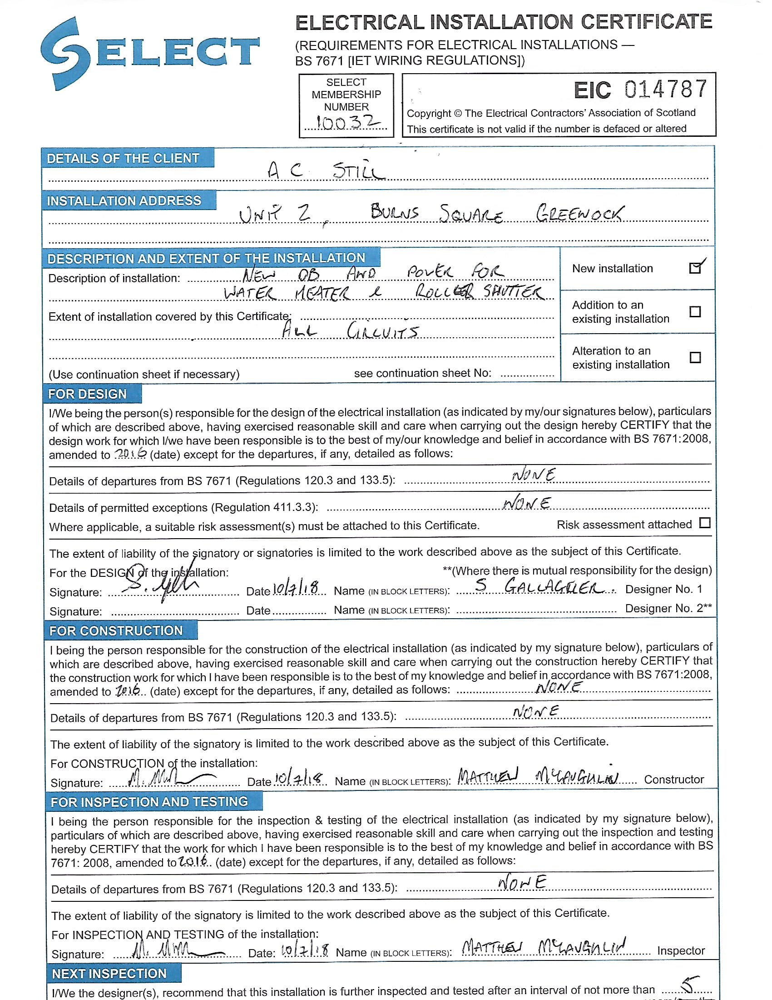 SELECT
ELECTRICAL INSTALLATION CERTIFICATE
(REQUIREMENTS FOR ELECTRICAL INSTALLATIONS —
BS 7671 [IET WIRING REGULATIONS])
SELECT
MEMBERSHIP
NUMBER
10032
EIC 014787
Copyright © The Electrical Contractors' Association of Scotland
This certificate is not valid if the number is defaced or altered
DETAILS OF THE CLIENT
A C STILL
INSTALLATION ADDRESS
UNIT 2, BURNS SQUARE GREENOCK
DESCRIPTION AND EXTENT OF THE INSTALLATION
Description of installation: NEW DB AND POWER FOR
WATER HEATER & ROLLER SHUTTER
Extent of installation covered by this Certificate:
ALL CIRCUITS
(Use continuation sheet if necessary) see continuation sheet No:
New installation ☑
Addition to an
existing installation ☐
Alteration to an
existing installation ☐
FOR DESIGN
I/We being the person(s) responsible for the design of the electrical installation (as indicated by my/our signatures below), particulars
of which are described above, having exercised reasonable skill and care when carrying out the design hereby CERTIFY that the
design work for which I/we have been responsible is to the best of my/our knowledge and belief in accordance with BS 7671:2008,
amended to 2016 (date) except for the departures, if any, detailed as follows:
Details of departures from BS 7671 (Regulations 120.3 and 133.5): NONE
Details of permitted exceptions (Regulation 411.3.3): NONE
Where applicable, a suitable risk assessment(s) must be attached to this Certificate. Risk assessment attached ☐
The extent of liability of the signatory or signatories is limited to the work described above as the subject of this Certificate.
For the DESIGN of the installation: **(Where there is mutual responsibility for the design)
Signature: Date 10/7/18 Name (IN BLOCK LETTERS): S GALLAGHER Designer No. 1
Signature: Date Name (IN BLOCK LETTERS): Designer No. 2**
FOR CONSTRUCTION
I being the person responsible for the construction of the electrical installation (as indicated by my signature below), particulars of
which are described above, having exercised reasonable skill and care when carrying out the construction hereby CERTIFY that
the construction work for which I have been responsible is to the best of my knowledge and belief in accordance with BS 7671:2008,
amended to 2016 (date) except for the departures, if any, detailed as follows: NONE
Details of departures from BS 7671 (Regulations 120.3 and 133.5): NONE
The extent of liability of the signatory is limited to the work described above as the subject of this Certificate.
For CONSTRUCTION of the installation:
Signature: Date 10/7/18 Name (IN BLOCK LETTERS): MATTHEW McLAUGHLIN Constructor
FOR INSPECTION AND TESTING
I being the person responsible for the inspection & testing of the electrical installation (as indicated by my signature below),
particulars of which are described above, having exercised reasonable skill and care when carrying out the inspection and testing
hereby CERTIFY that the work for which I have been responsible is to the best of my knowledge and belief in accordance with BS
7671: 2008, amended to 2016 (date) except for the departures, if any, detailed as follows:
Details of departures from BS 7671 (Regulations 120.3 and 133.5): NONE
The extent of liability of the signatory is limited to the work described above as the subject of this Certificate.
For INSPECTION AND TESTING of the installation:
Signature: Date: 10/7/18 Name (IN BLOCK LETTERS): MATTHEW McLAUGHLIN Inspector
NEXT INSPECTION
I/We the designer(s), recommend that this installation is further inspected and tested after an interval of not more than 5